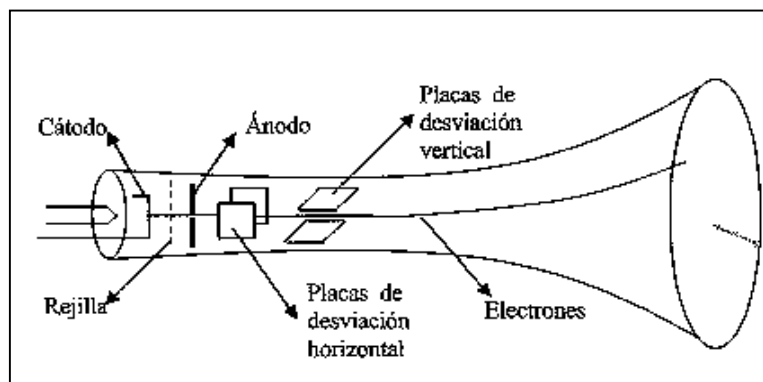 Cátodo
Ánodo
Placas de
desviación
vertical
Rejilla
Placas de
desviación
horizontal
Electrones